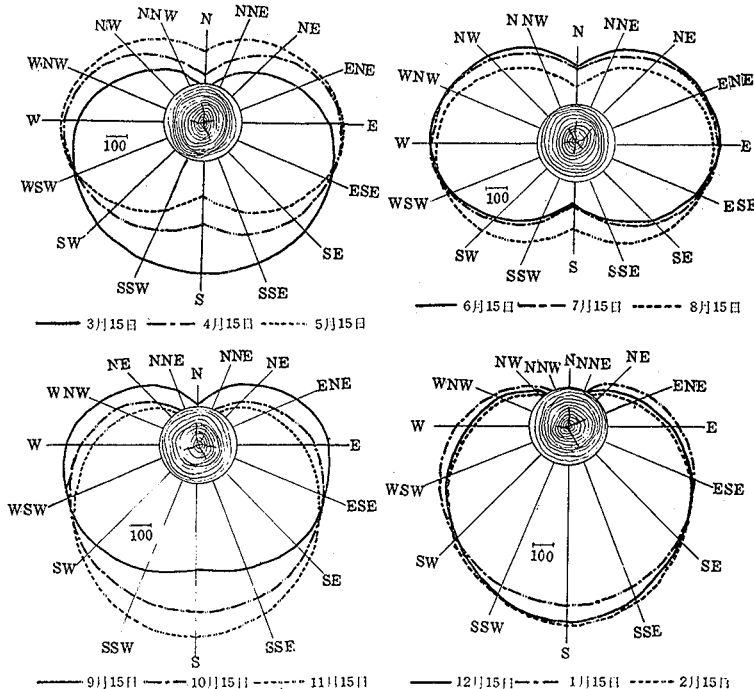 N
NNW NNE
NW NE
WNW ENE
W E
100
WSW ESE
SW SE
SSW SSE
S
3月15日 4月15日 5月15日
N
NNW NNE
NW NE
WNW ENE
W E
100
WSW ESE
SW SE
SSW SSE
S
6月15日 7月15日 8月15日
N
NNE NNE
NE NE
WNW ENE
W E
WSW ESE
100
SW SE
SSW SSE
S
9月15日 10月15日 11月15日
N
NNW NNE
NW NE
WNW ENE
W E
WSW ESE
100
SW SE
SSW SSE
S
12月15日 1月15日 2月15日